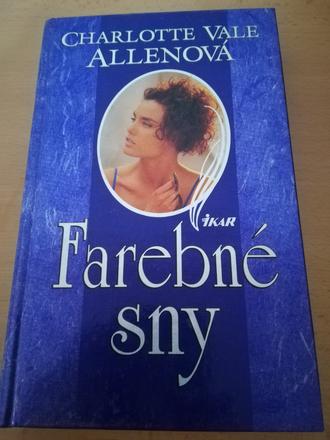 CHARLOTTE VALE
ALLENOVÁ
IKAR
Farebné
sny